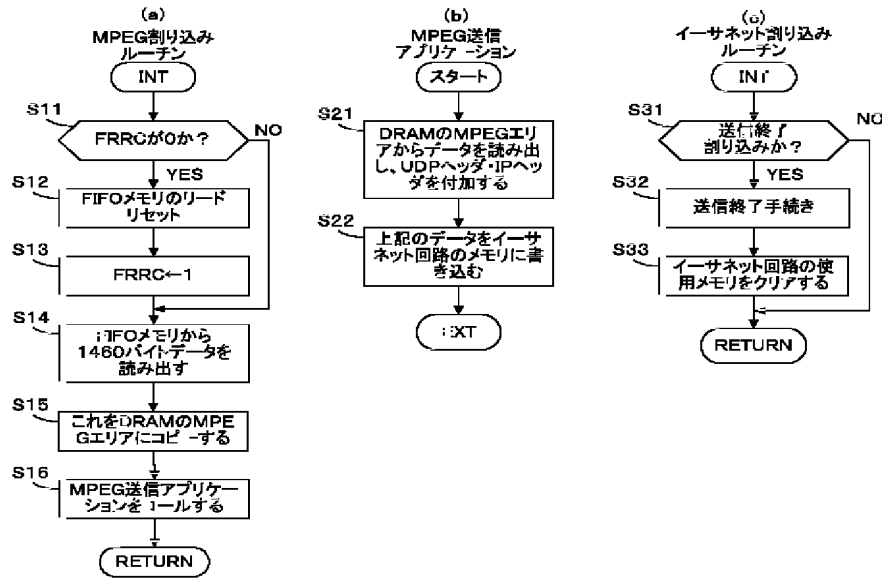 (a)
MPEG割り込み
ルーチン
INT
S11
FRRCが0か?
NO
YES
S12
FIFOメモリのリード
リセット
S13
FRRC←1
S14
FIFOメモリから
1460バイトデータを
読み出す
S15
これをDRAMのMPE
Gエリアにコピーする
S16
MPEG送信アプリケー
ションをコールする
RETURN
(b)
MPEG送信
アプリケーション
スタート
S21
DRAMのMPEGエリ
アからデータを読み出
し、UDPヘッダ・IPヘッ
ダを付加する
S22
上記のデータをイーサ
ネット回路のメモリに書
き込む
(c)
イーサネット割り込み
ルーチン
INT
S31
送信終了
割り込みか?
NO
YES
S32
送信終了手続き
S33
イーサネット回路の使
用メモリをクリアする
RETURN